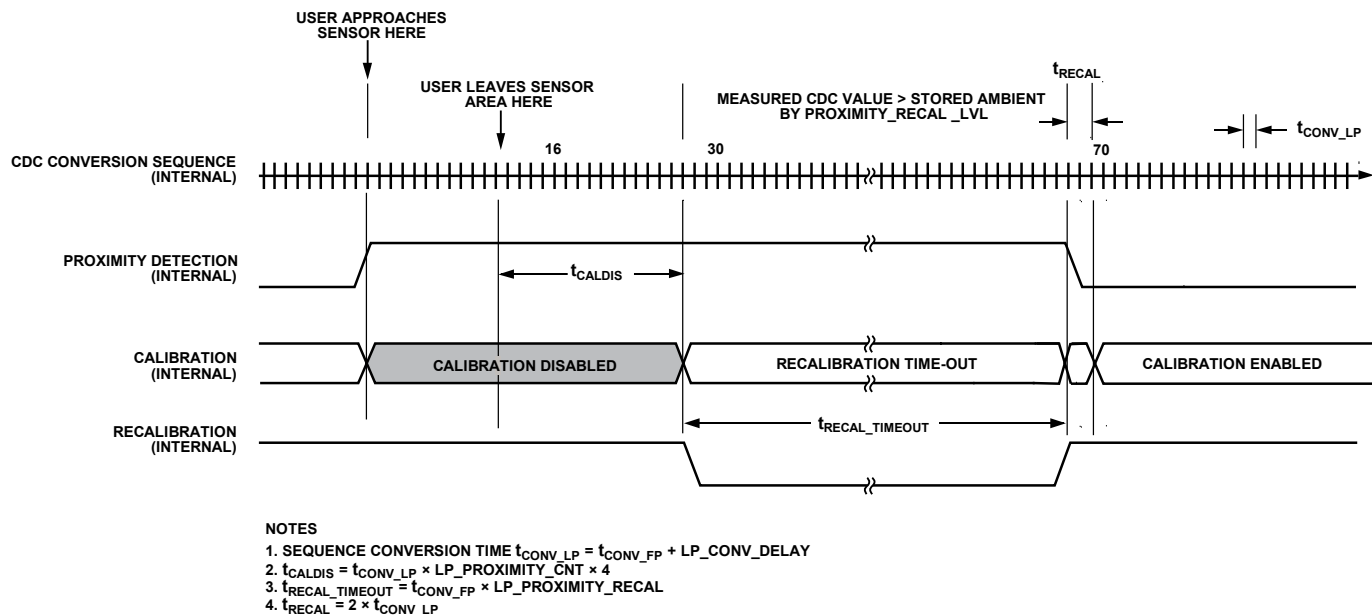 USER APPROACHES
SENSOR HERE
USER LEAVES SENSOR
AREA HERE
MEASURED CDC VALUE > STORED AMBIENT
BY PROXIMITY_RECAL _LVL
tRECAL
tCONV_LP
CDC CONVERSION SEQUENCE
(INTERNAL)
16
30
70
PROXIMITY DETECTION
(INTERNAL)
tCALDIS
CALIBRATION
(INTERNAL)
CALIBRATION DISABLED
RECALIBRATION TIME-OUT
CALIBRATION ENABLED
RECALIBRATION
(INTERNAL)
tRECAL_TIMEOUT
NOTES
1. SEQUENCE CONVERSION TIME tCONV_LP = tCONV_FP + LP_CONV_DELAY
2. tCALDIS = tCONV_LP × LP_PROXIMITY_CNT × 4
3. tRECAL_TIMEOUT = tCONV_FP × LP_PROXIMITY_RECAL
4. tRECAL = 2 × tCONV_LP